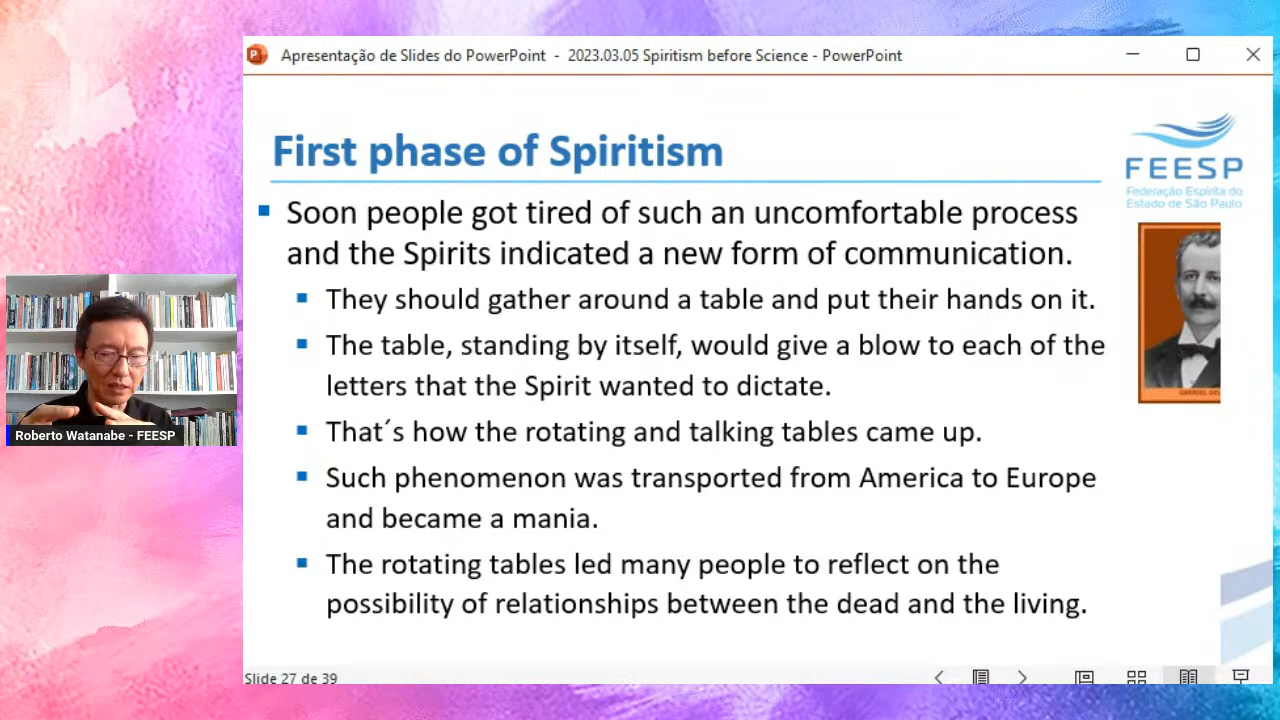 Apresentação de Slides do PowerPoint - 2023.03.05 Spiritism before Science - PowerPoint
First phase of Spiritism
FEESP
Federação Espírita do
Estado de São Paulo
Soon people got tired of such an uncomfortable process
and the Spirits indicated a new form of communication.
They should gather around a table and put their hands on it.
The table, standing by itself, would give a blow to each of the
letters that the Spirit wanted to dictate.
That´s how the rotating and talking tables came up.
Such phenomenon was transported from America to Europe
and became a mania.
The rotating tables led many people to reflect on the
possibility of relationships between the dead and the living.
GABRIEL
Roberto Watanabe - FEESP
Slide 27 de 39